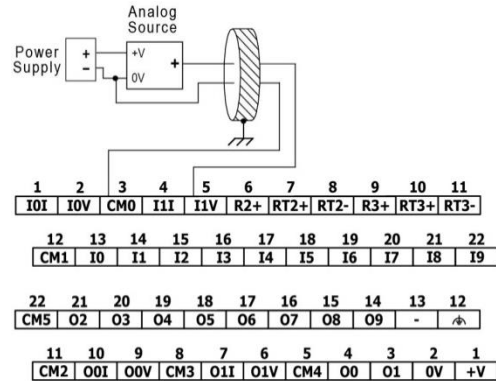 Analog
Source
Power
Supply
+
-
+V
0V
+
1 2 3 4 5 6 7 8 9 10 11
I0I I0V CM0 I1I I1V R2+ RT2+ RT2- R3+ RT3+ RT3-
12 13 14 15 16 17 18 19 20 21 22
CM1 I0 I1 I2 I3 I4 I5 I6 I7 I8 I9
22 21 20 19 18 17 16 15 14 13 12
CM5 O2 O3 O4 O5 O6 O7 O8 O9 -
11 10 9 8 7 6 5 4 3 2 1
CM2 O0I O0V CM3 O1I O1V CM4 O0 O1 0V +V